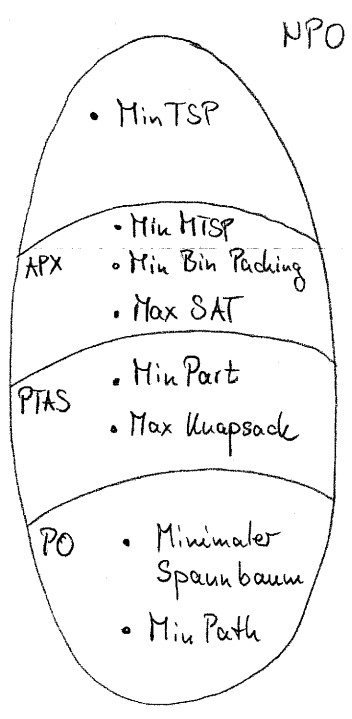 NPO
• Min TSP
• Min MTSP
APX
• Min Bin Packing
• Max SAT
• Min Part
PTAS
• Max Knapsack
PO
• Minimaler
Spannbaum
• Min Path